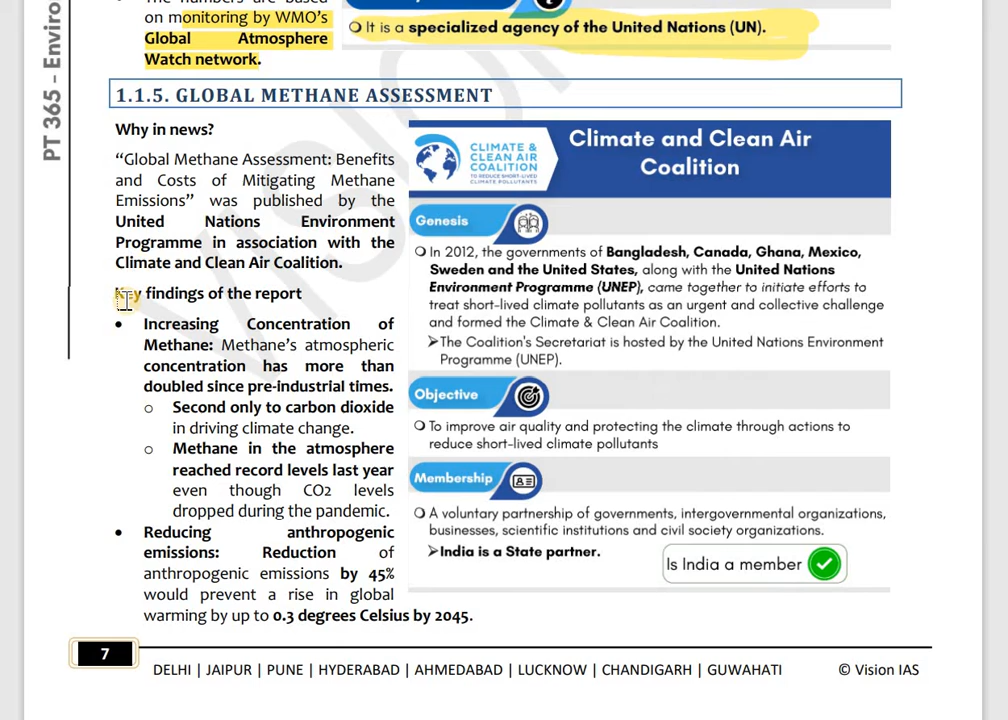 PT 365 - Enviro
The numbers are based
on monitoring by WMO's
Global Atmosphere
Watch network.
It is a specialized agency of the United Nations (UN).
1.1.5. GLOBAL METHANE ASSESSMENT
Why in news?
“Global Methane Assessment: Benefits
and Costs of Mitigating Methane
Emissions” was published by the
United Nations Environment
Programme in association with the
Climate and Clean Air Coalition.
Key findings of the report
• Increasing Concentration of
Methane: Methane's atmospheric
concentration has more than
doubled since pre-industrial times.
o Second only to carbon dioxide
in driving climate change.
o Methane in the atmosphere
reached record levels last year
even though CO2 levels
dropped during the pandemic.
• Reducing anthropogenic
emissions: Reduction of
anthropogenic emissions by 45%
would prevent a rise in global
warming by up to 0.3 degrees Celsius by 2045.
CLIMATE &
CLEAN AIR
COALITION
TO REDUCE SHORT-LIVED
CLIMATE POLLUTANTS
Climate and Clean Air
Coalition
Genesis
In 2012, the governments of Bangladesh, Canada, Ghana, Mexico,
Sweden and the United States, along with the United Nations
Environment Programme (UNEP), came together to initiate efforts to
treat short-lived climate pollutants as an urgent and collective challenge
and formed the Climate & Clean Air Coalition.
➢The Coalition's Secretariat is hosted by the United Nations Environment
Programme (UNEP).
Objective
To improve air quality and protecting the climate through actions to
reduce short-lived climate pollutants
Membership
A voluntary partnership of governments, intergovernmental organizations,
businesses, scientific institutions and civil society organizations.
➢India is a State partner.
Is India a member
7
DELHI | JAIPUR | PUNE | HYDERABAD | AHMEDABAD | LUCKNOW | CHANDIGARH | GUWAHATI
© Vision IAS